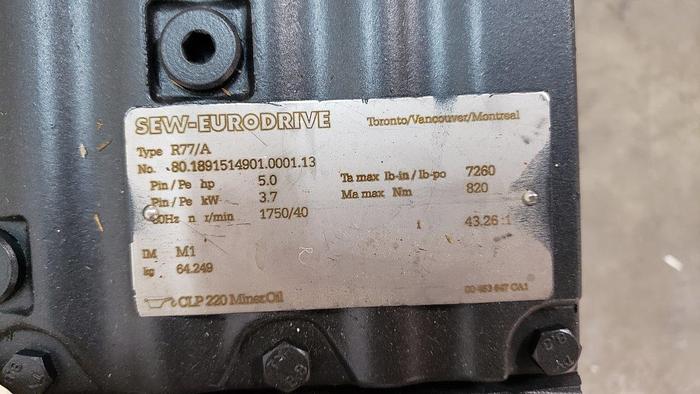 SEW-EURODRIVE Toronto/Vancouver/Montreal
Type R77/A
No. 80.1891514901.0001.13
Pin/Pe hp 5.0 Ta max lb-in/lb-po 7260
Pin/Pe kW 3.7 Ma max Nm 820
60Hz n r/min 1750/40 i 43.26 :1
IM M1
kg 64.249
CLP 220 Miner.Oil